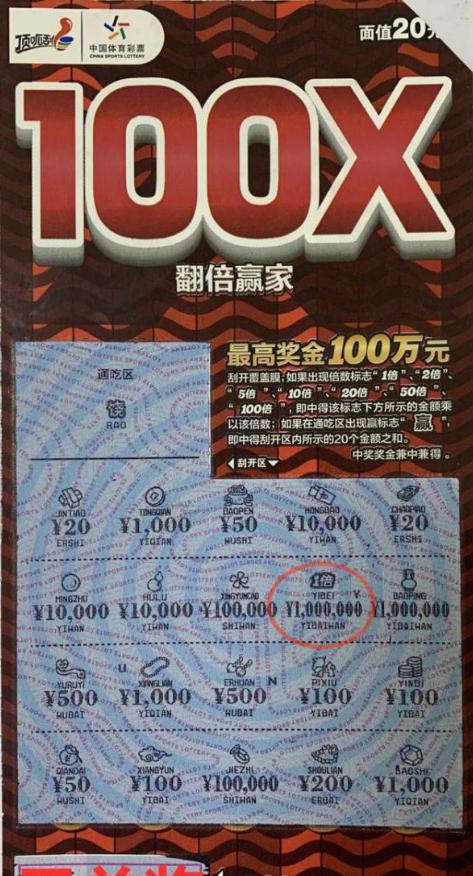 顶呱刮
中国体育彩票
CHINA SPORTS LOTTERY
面值20元
100X
翻倍赢家
最高奖金100万元
刮开覆盖膜,如果出现倍数标志“1倍”、“2倍”、
“5倍”、“10倍”、“20倍”、“50倍”、
“100倍”,即中得该标志下方所示的金额乘
以该倍数;如果在通吃区出现赢标志“赢”,
即中得刮开区内所示的20个金额之和。
中奖奖金兼中兼得。
刮开区
通吃区
RAO
JINTIAO TONGQIAN BAOPEN HONGBAO CHAOPIAO
¥20 ¥1,000 ¥50 ¥10,000 ¥20
ERSHI YIQIAN WUSHI YIWAN ERSHI
1倍
MINGZHU HULU XINGYUNCAO YIBEI ¥ BAOPING
¥10,000 ¥10,000 ¥100,000 ¥1,000,000 ¥1,000,000
YIWAN YIWAN SHIWAN YIBAIWAN YIBAIWAN
YURUYI U XIANGLIAN ERHUAN N PIXIU YINBI
¥500 ¥1,000 ¥500 ¥100 ¥100
WUBAI YIQIAN WUBAI YIBAI YIBAI
QIANDAI XIANGYUN JIEZHI SHOULIAN BAOSHI
¥50 ¥100 ¥100,000 ¥200 ¥1,000
WUSHI YIBAI SHIWAN ERBAI YIQIAN